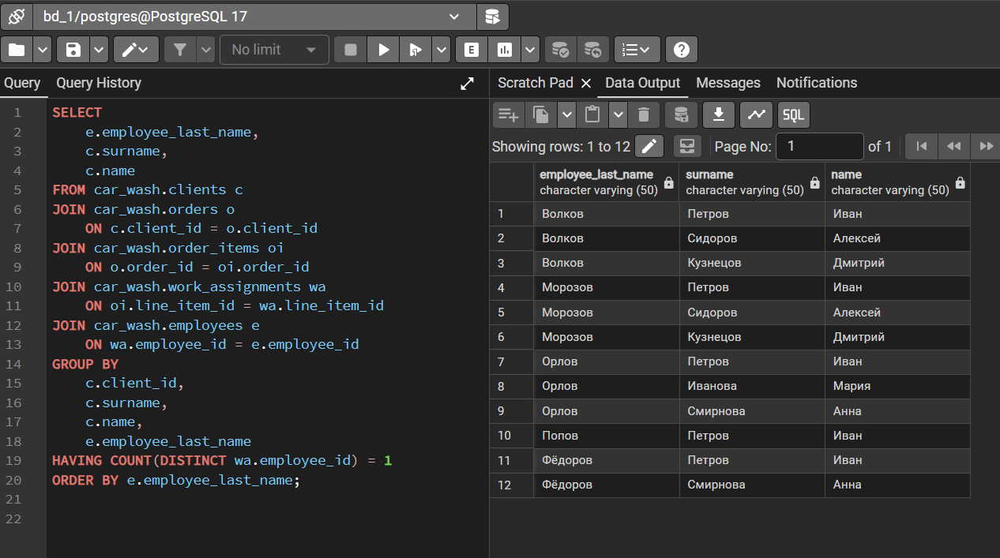 bd_1/postgres@PostgreSQL 17
No limit
E
Query
Query History
1 SELECT
2 e.employee_last_name,
3 c.surname,
4 c.name
5 FROM car_wash.clients c
6 JOIN car_wash.orders o
7 ON c.client_id = o.client_id
8 JOIN car_wash.order_items oi
9 ON o.order_id = oi.order_id
10 JOIN car_wash.work_assignments wa
11 ON oi.line_item_id = wa.line_item_id
12 JOIN car_wash.employees e
13 ON wa.employee_id = e.employee_id
14 GROUP BY
15 c.client_id,
16 c.surname,
17 c.name,
18 e.employee_last_name
19 HAVING COUNT(DISTINCT wa.employee_id) = 1
20 ORDER BY e.employee_last_name;
21
22
Scratch Pad Data Output Messages Notifications
SQL
Showing rows: 1 to 12 Page No: 1 of 1
employee_last_name surname name
character varying (50) character varying (50) character varying (50)
1 Волков Петров Иван
2 Волков Сидоров Алексей
3 Волков Кузнецов Дмитрий
4 Морозов Петров Иван
5 Морозов Сидоров Алексей
6 Морозов Кузнецов Дмитрий
7 Орлов Петров Иван
8 Орлов Иванова Мария
9 Орлов Смирнова Анна
10 Попов Петров Иван
11 Фёдоров Петров Иван
12 Фёдоров Смирнова Анна